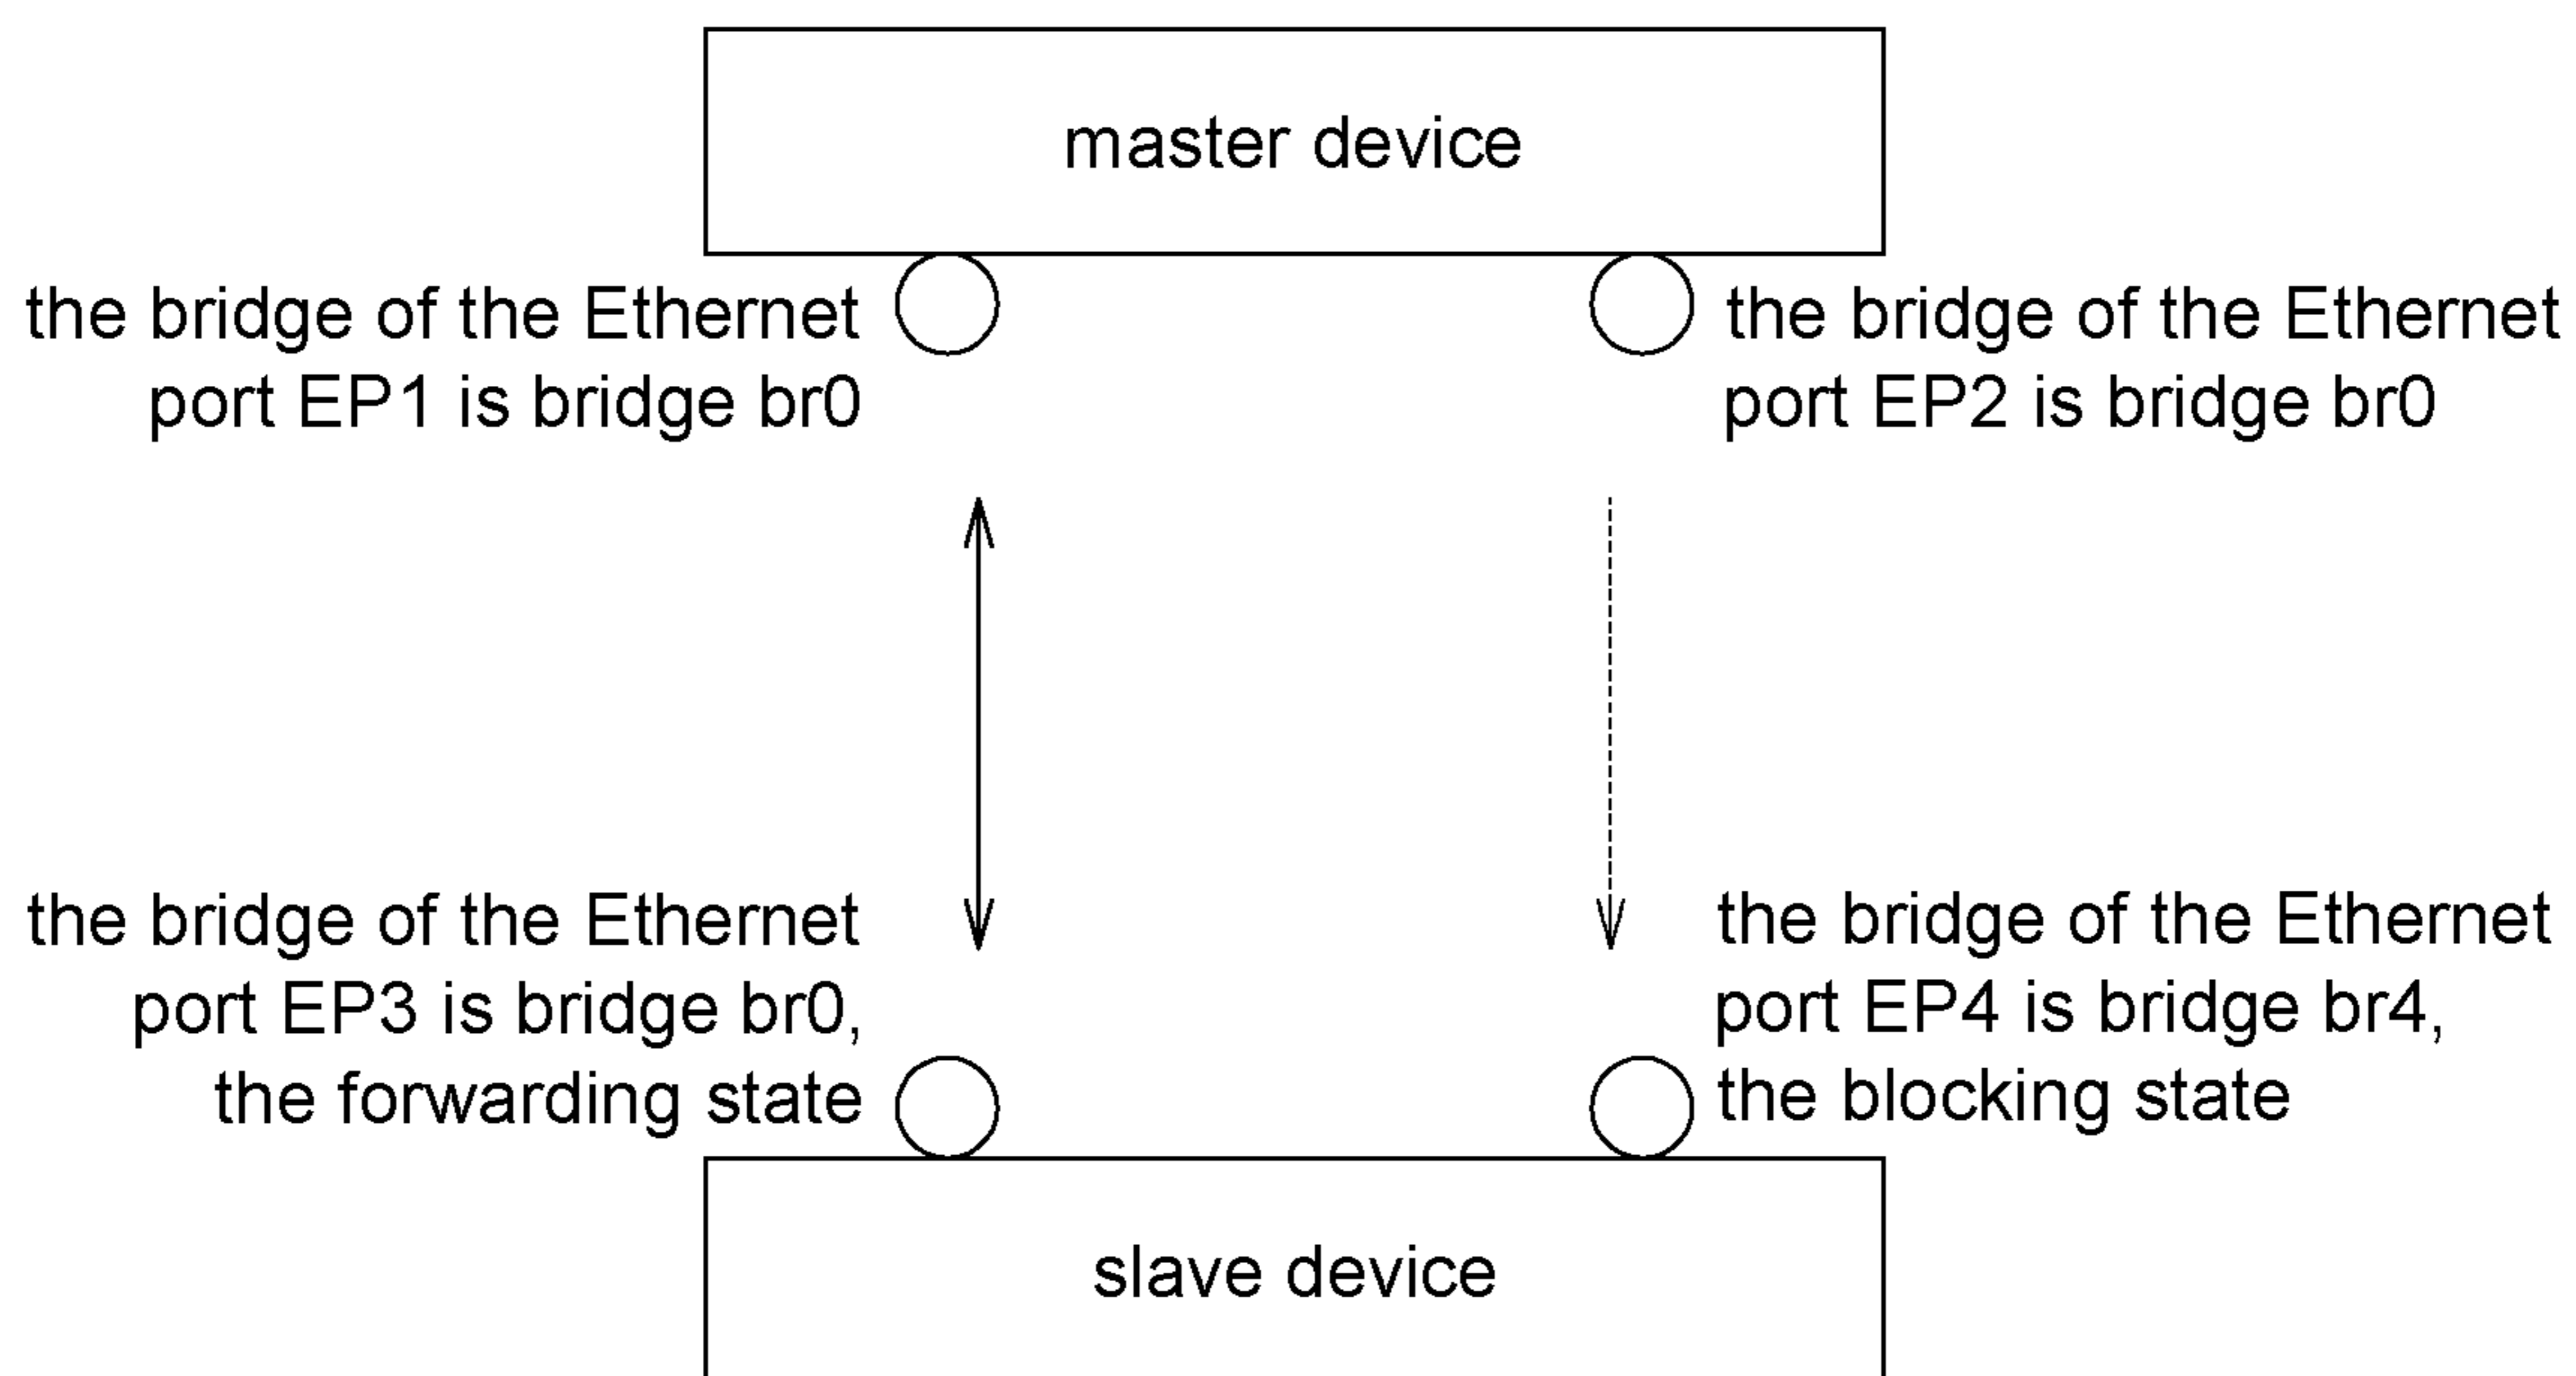 master device
the bridge of the Ethernet
port EP1 is bridge br0
the bridge of the Ethernet
port EP2 is bridge br0
the bridge of the Ethernet
port EP3 is bridge br0,
the forwarding state
the bridge of the Ethernet
port EP4 is bridge br4,
the blocking state
slave device